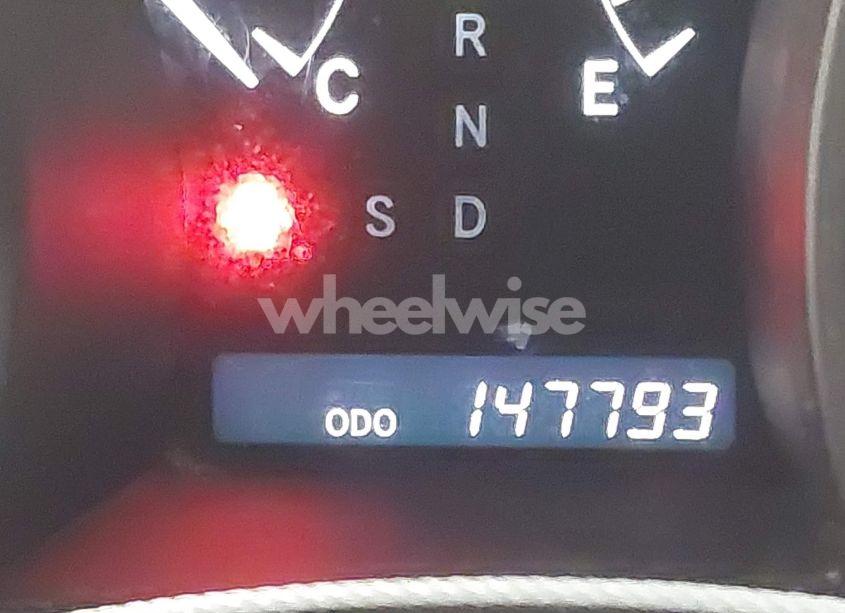 R
C E
N
S D
wheelwise
ODO 147793